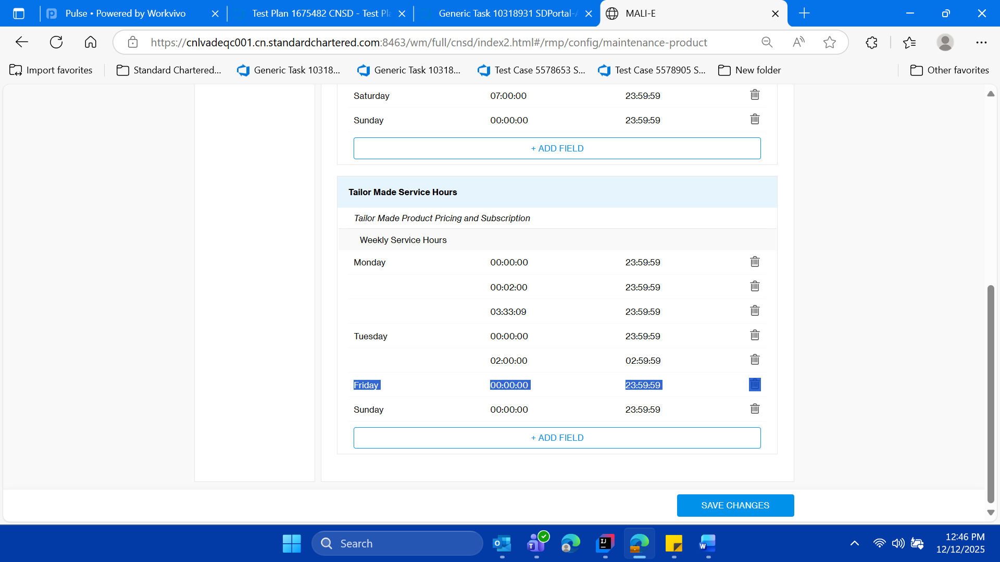 Pulse • Powered by Workvivo
Test Plan 1675482 CNSD - Test Pla
Generic Task 10318931 SDPortal-A
MALI-E
https://cnlvadeqc001.cn.standardchartered.com:8463/wm/full/cnsd/index2.html#/rmp/config/maintenance-product
Import favorites
Standard Chartered...
Generic Task 10318...
Generic Task 10318...
Test Case 5578653 S...
Test Case 5578905 S...
New folder
Other favorites
Saturday 07:00:00 23:59:59
Sunday 00:00:00 23:59:59
+ ADD FIELD
Tailor Made Service Hours
Tailor Made Product Pricing and Subscription
Weekly Service Hours
Monday 00:00:00 23:59:59
00:02:00 23:59:59
03:33:09 23:59:59
Tuesday 00:00:00 23:59:59
02:00:00 02:59:59
Friday 00:00:00 23:59:59
Sunday 00:00:00 23:59:59
+ ADD FIELD
SAVE CHANGES
Search
12:46 PM
12/12/2025